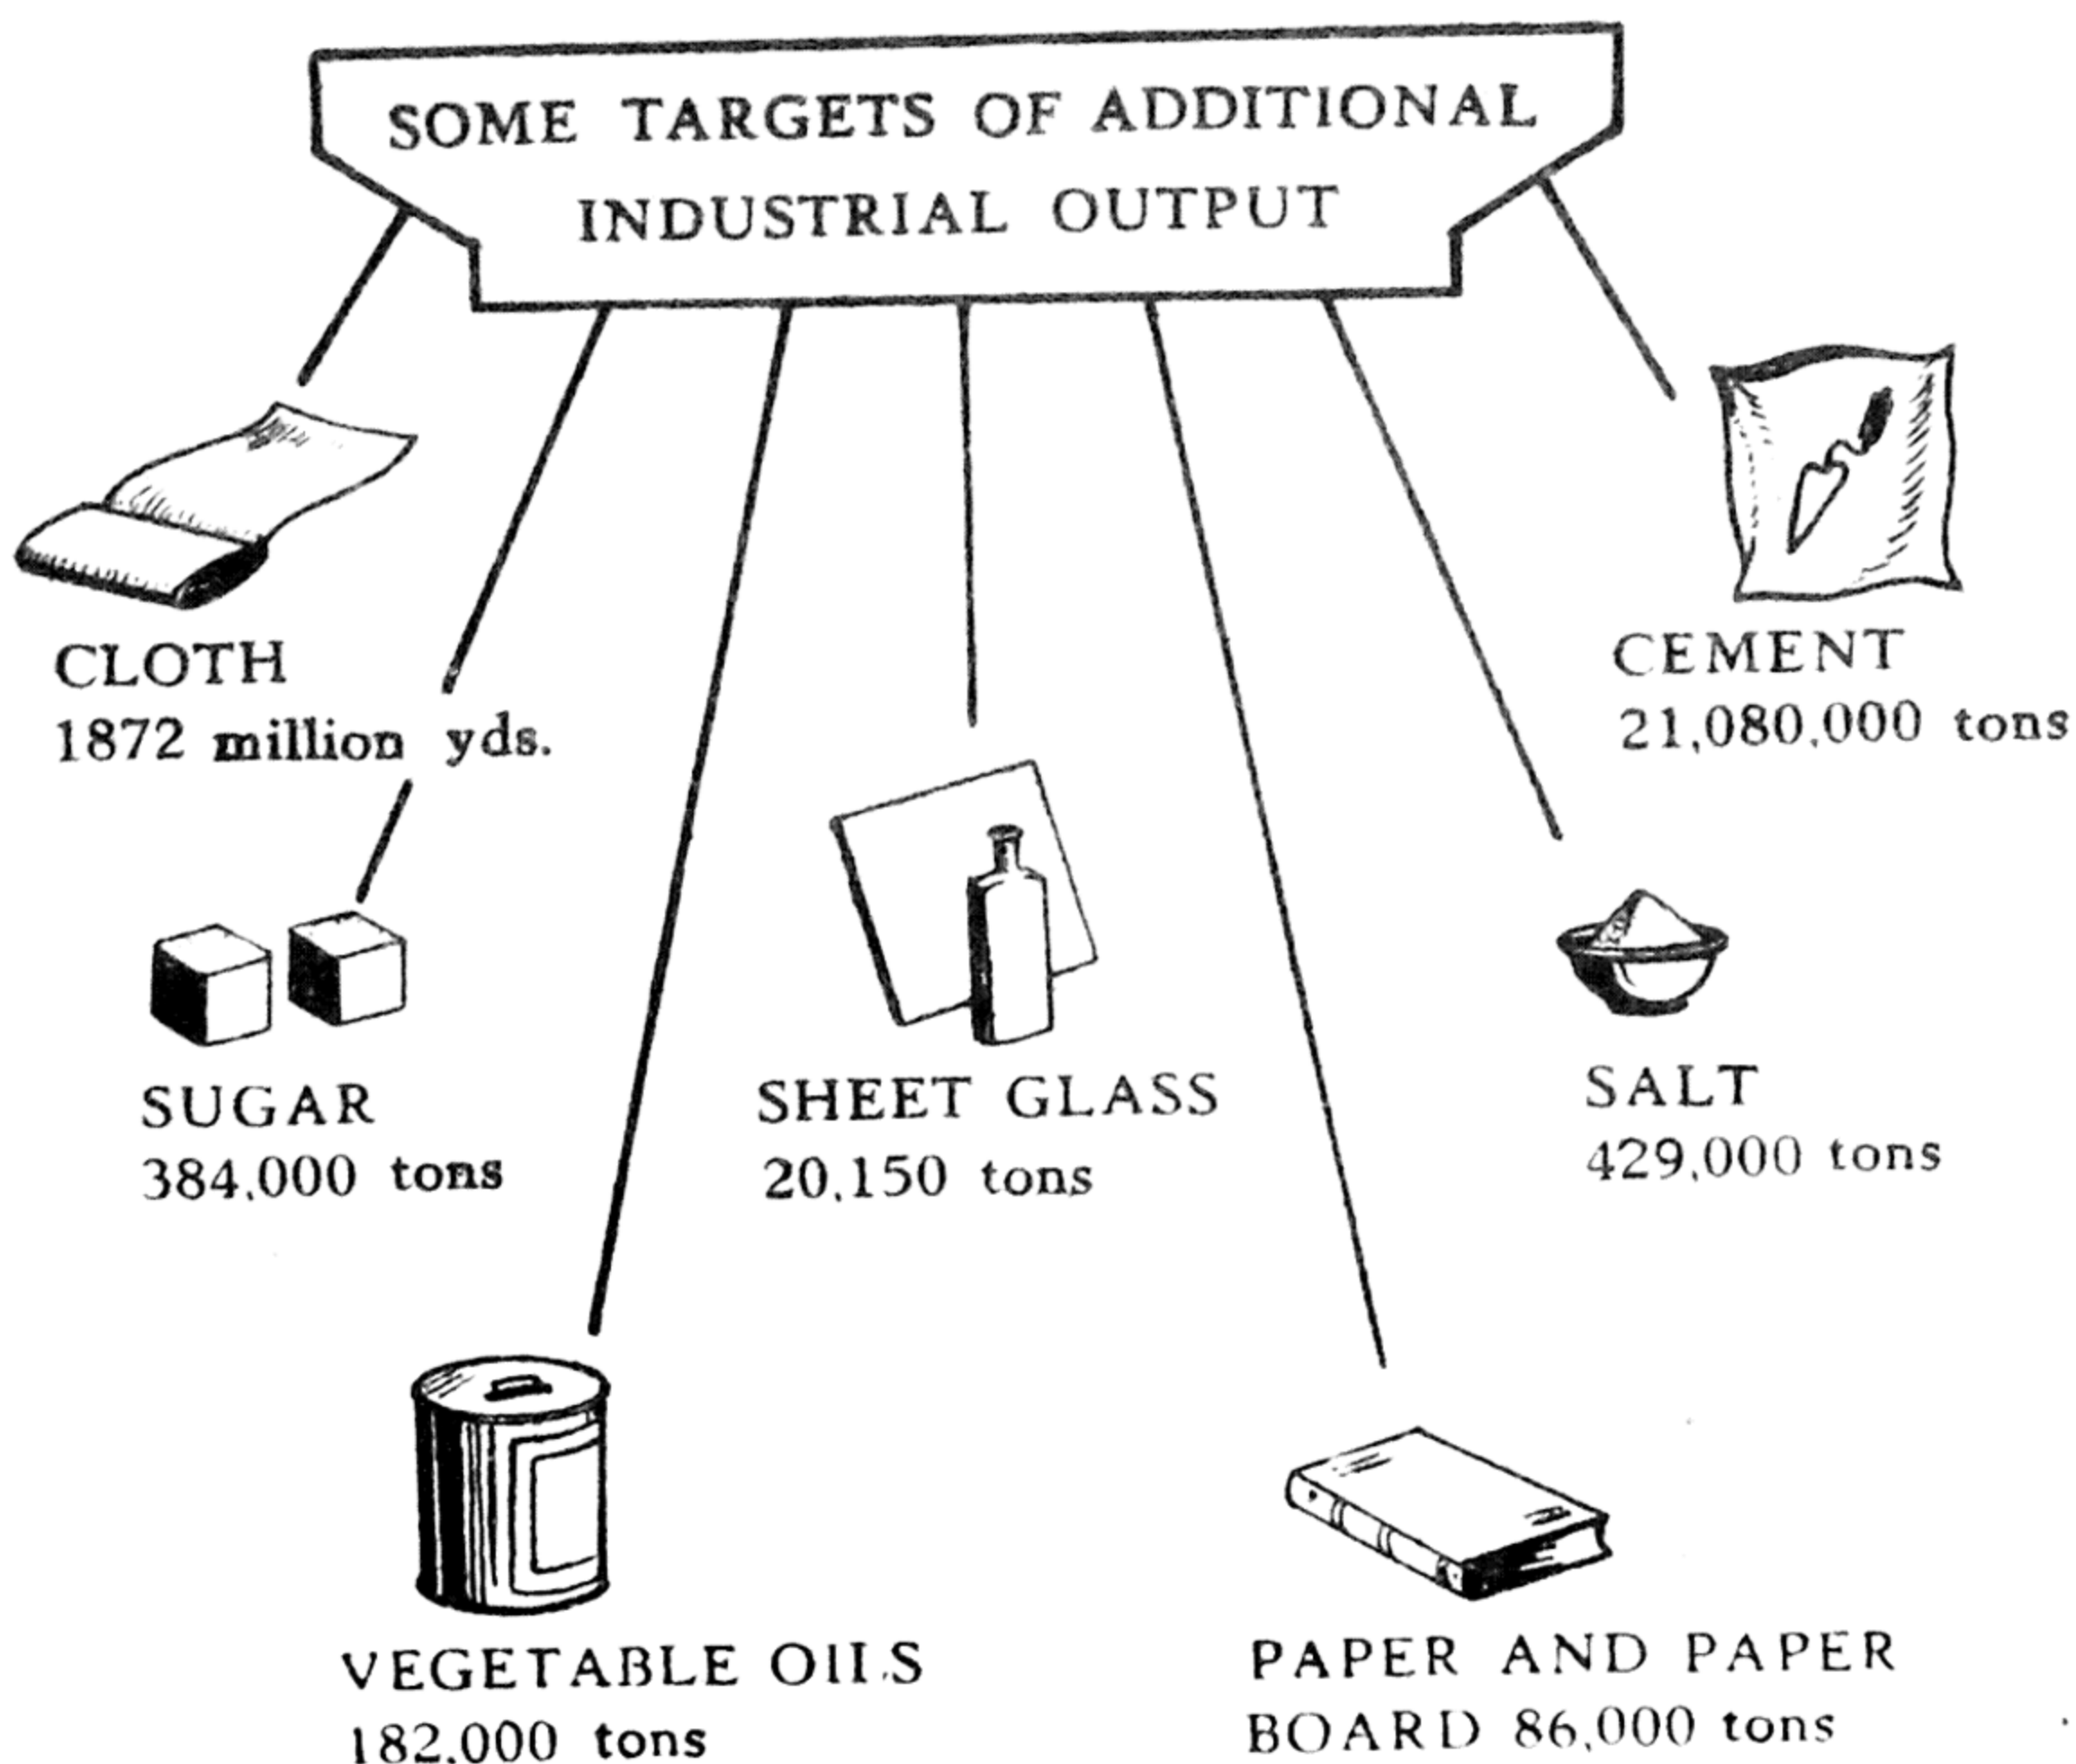 SOME TARGETS OF ADDITIONAL
INDUSTRIAL OUTPUT
CLOTH
1872 million yds.
CEMENT
21,080,000 tons
SUGAR
384,000 tons
SHEET GLASS
20,150 tons
SALT
429,000 tons
VEGETABLE OILS
182,000 tons
PAPER AND PAPER
BOARD 86,000 tons